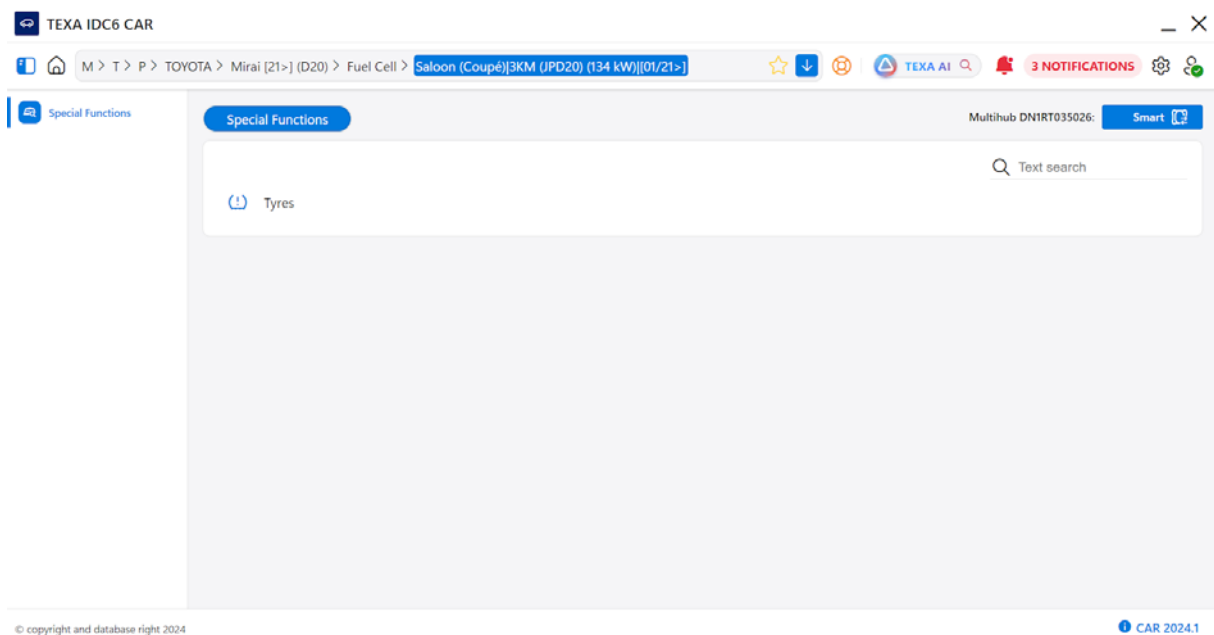 TEXA IDC6 CAR
M > T > P > TOYOTA > Mirai [21>] (D20) > Fuel Cell > Saloon (Coupé)|3KM (JPD20) (134 kW)|[01/21>]
TEXA AI
3 NOTIFICATIONS
Special Functions
Special Functions
Multihub DN1RT035026:
Smart
Text search
Tyres
© copyright and database right 2024
CAR 2024.1